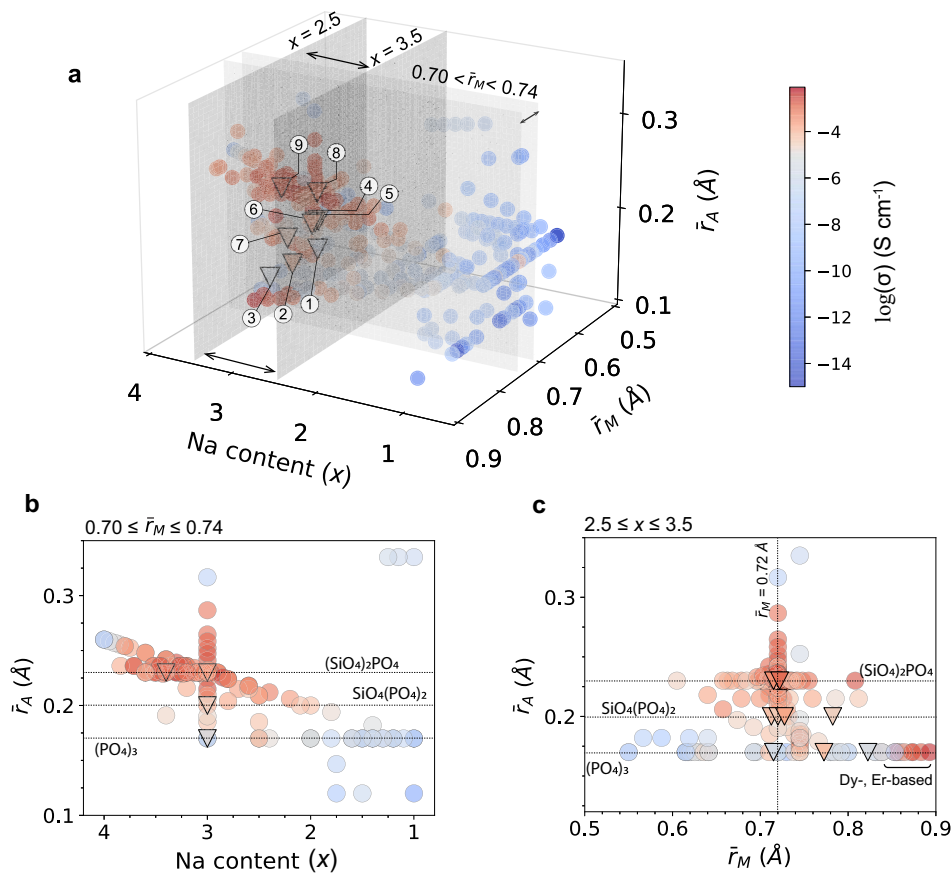 a
x = 2.5
x = 3.5
0.70 < r̄M < 0.74
9
8
4
5
6
7
3
2
1
0.3
0.2
0.1
r̄A (Å)
4
3
2
1
Na content (x)
0.9
0.8
0.7
0.6
0.5
r̄M (Å)
−4
−6
−8
−10
−12
−14
log(σ) (S cm⁻¹)
b
0.70 ≤ r̄M ≤ 0.74
0.3
0.2
0.1
r̄A (Å)
(SiO₄)₂PO₄
SiO₄(PO₄)₂
(PO₄)₃
4
3
2
1
Na content (x)
c
2.5 ≤ x ≤ 3.5
r̄M = 0.72 Å
0.3
0.2
r̄A (Å)
(SiO₄)₂PO₄
SiO₄(PO₄)₂
(PO₄)₃
Dy-, Er-based
0.5
0.6
0.7
0.8
0.9
r̄M (Å)